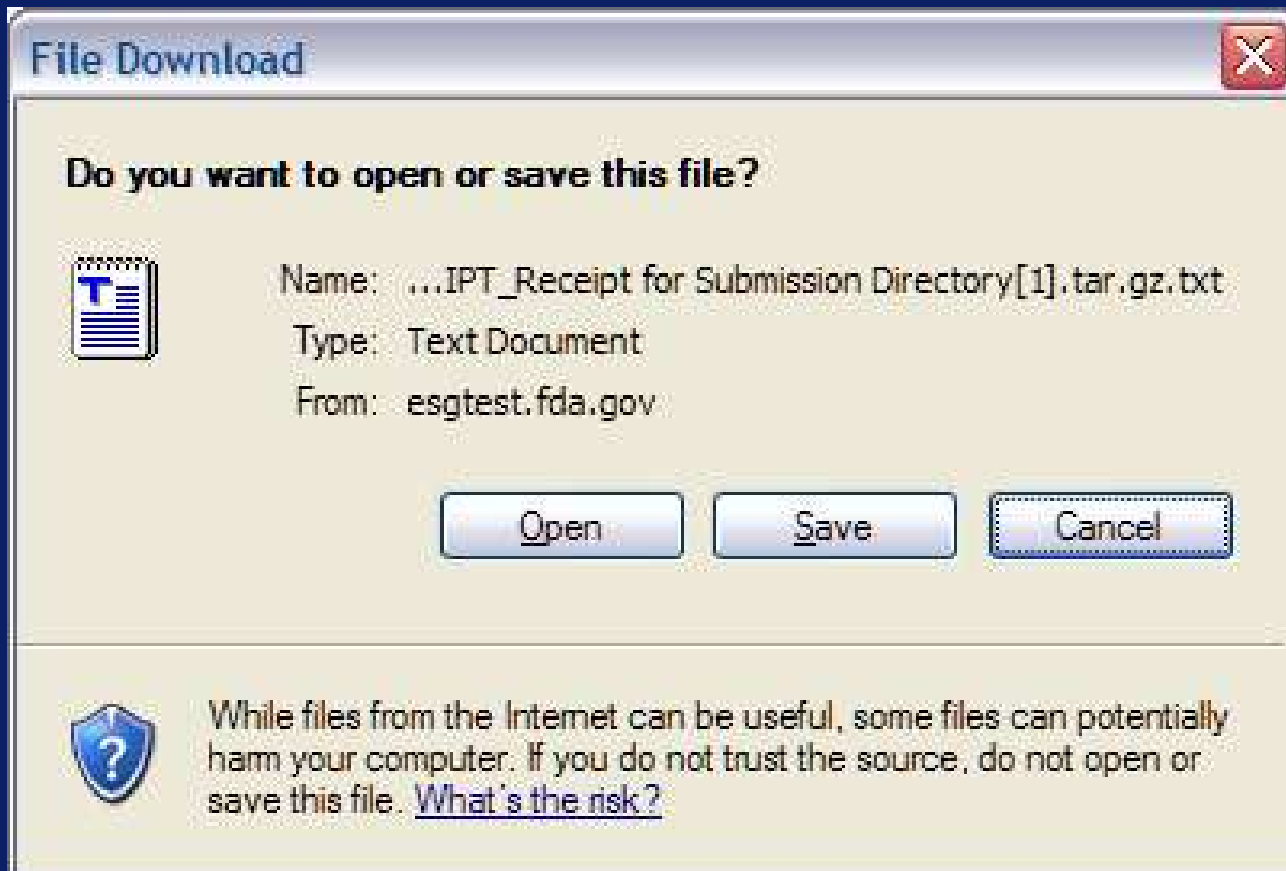 File Download
Do you want to open or save this file?
Name: ...IPT_Receipt for Submission Directory[1].tar.gz.txt
Type: Text Document
From: esgtest.fda.gov
Open Save Cancel
While files from the Internet can be useful, some files can potentially
harm your computer. If you do not trust the source, do not open or
save this file. What's the risk?